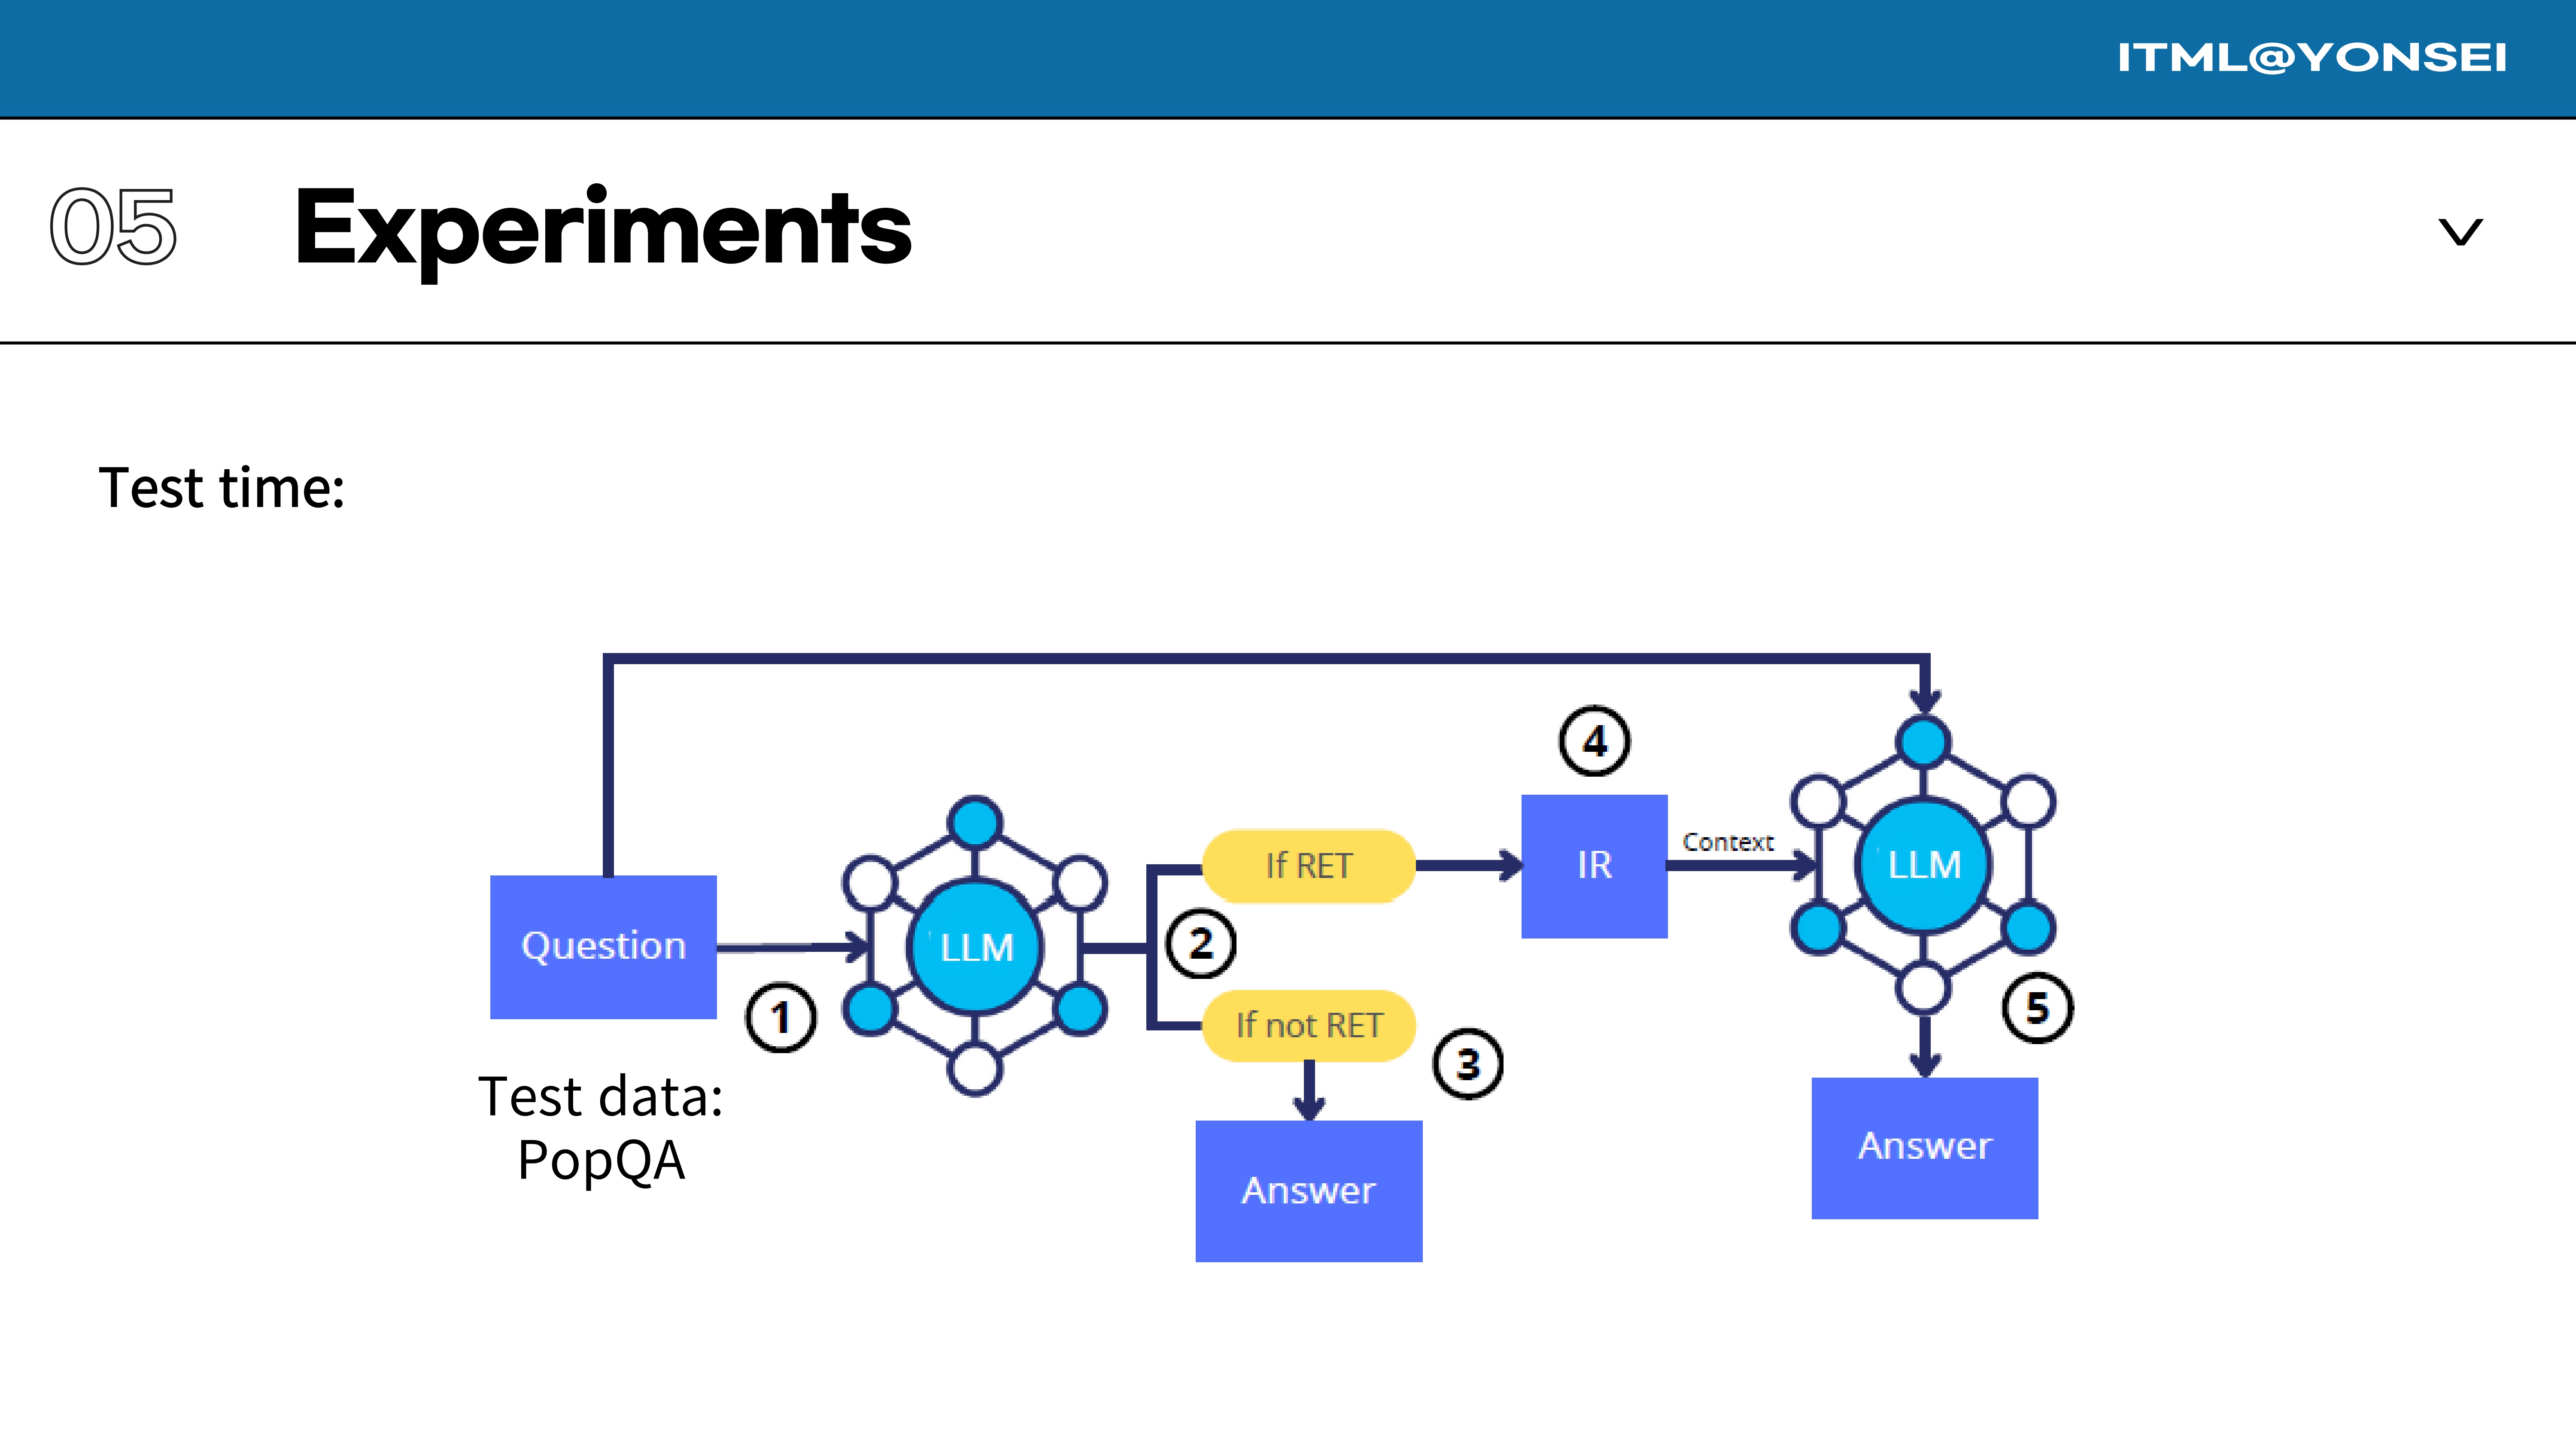 ITML@YONSEI
05 Experiments
Test time:
4
Context
If RET
IR
LLM
Question
LLM
2
1
If not RET
3
5
Test data:
PopQA
Answer
Answer